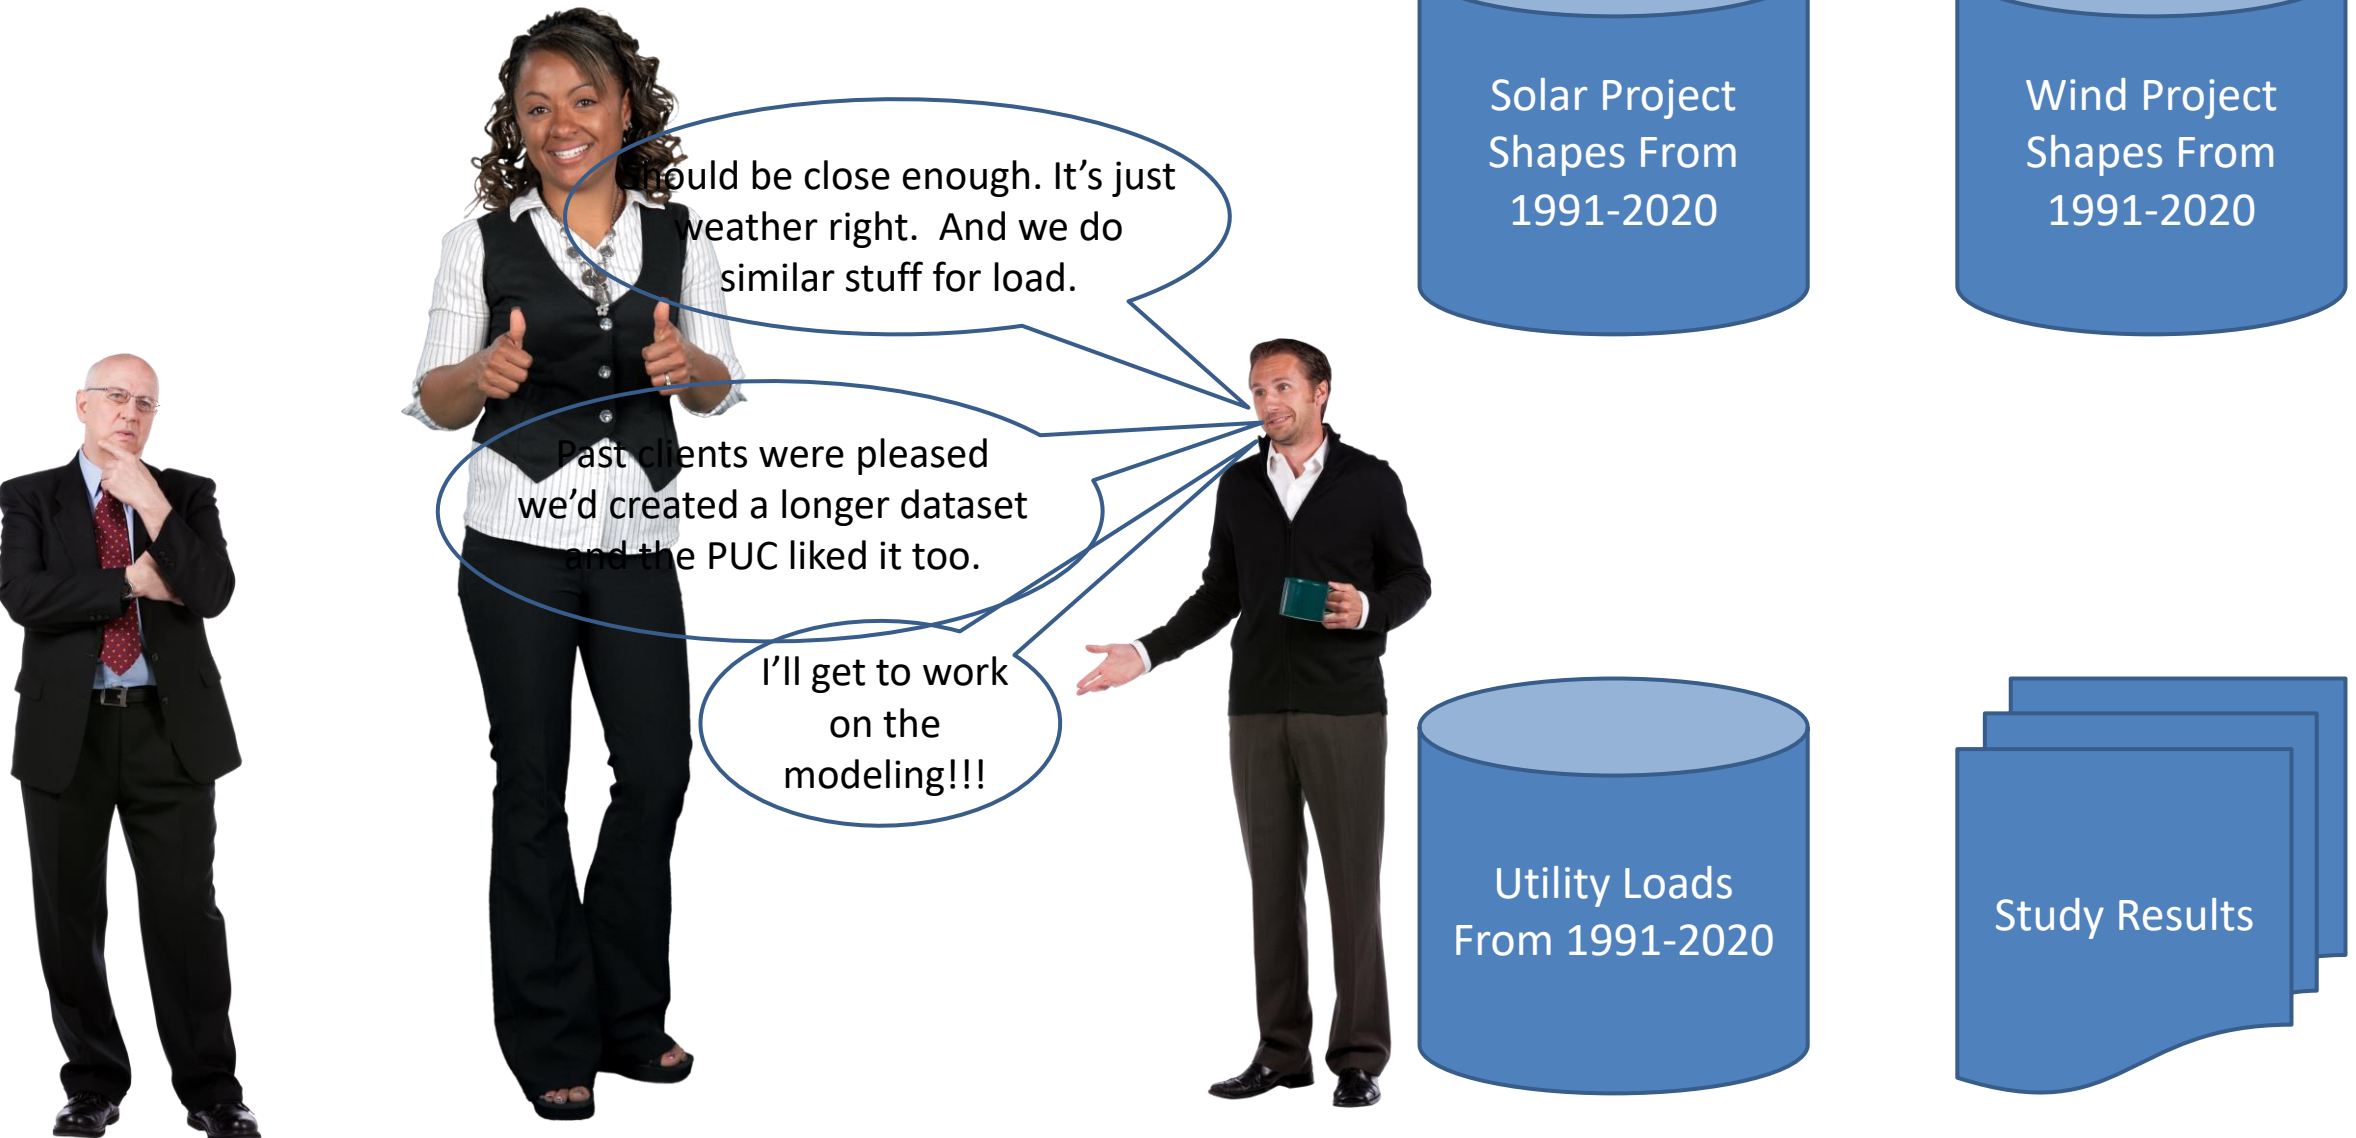 Should be close enough. It’s just
weather right.  And we do
similar stuff for load.
Past clients were pleased
we’d created a longer dataset
and the PUC liked it too.
I’ll get to work
on the
modeling!!!
Solar Project
Shapes From
1991-2020
Wind Project
Shapes From
1991-2020
Utility Loads
From 1991-2020
Study Results